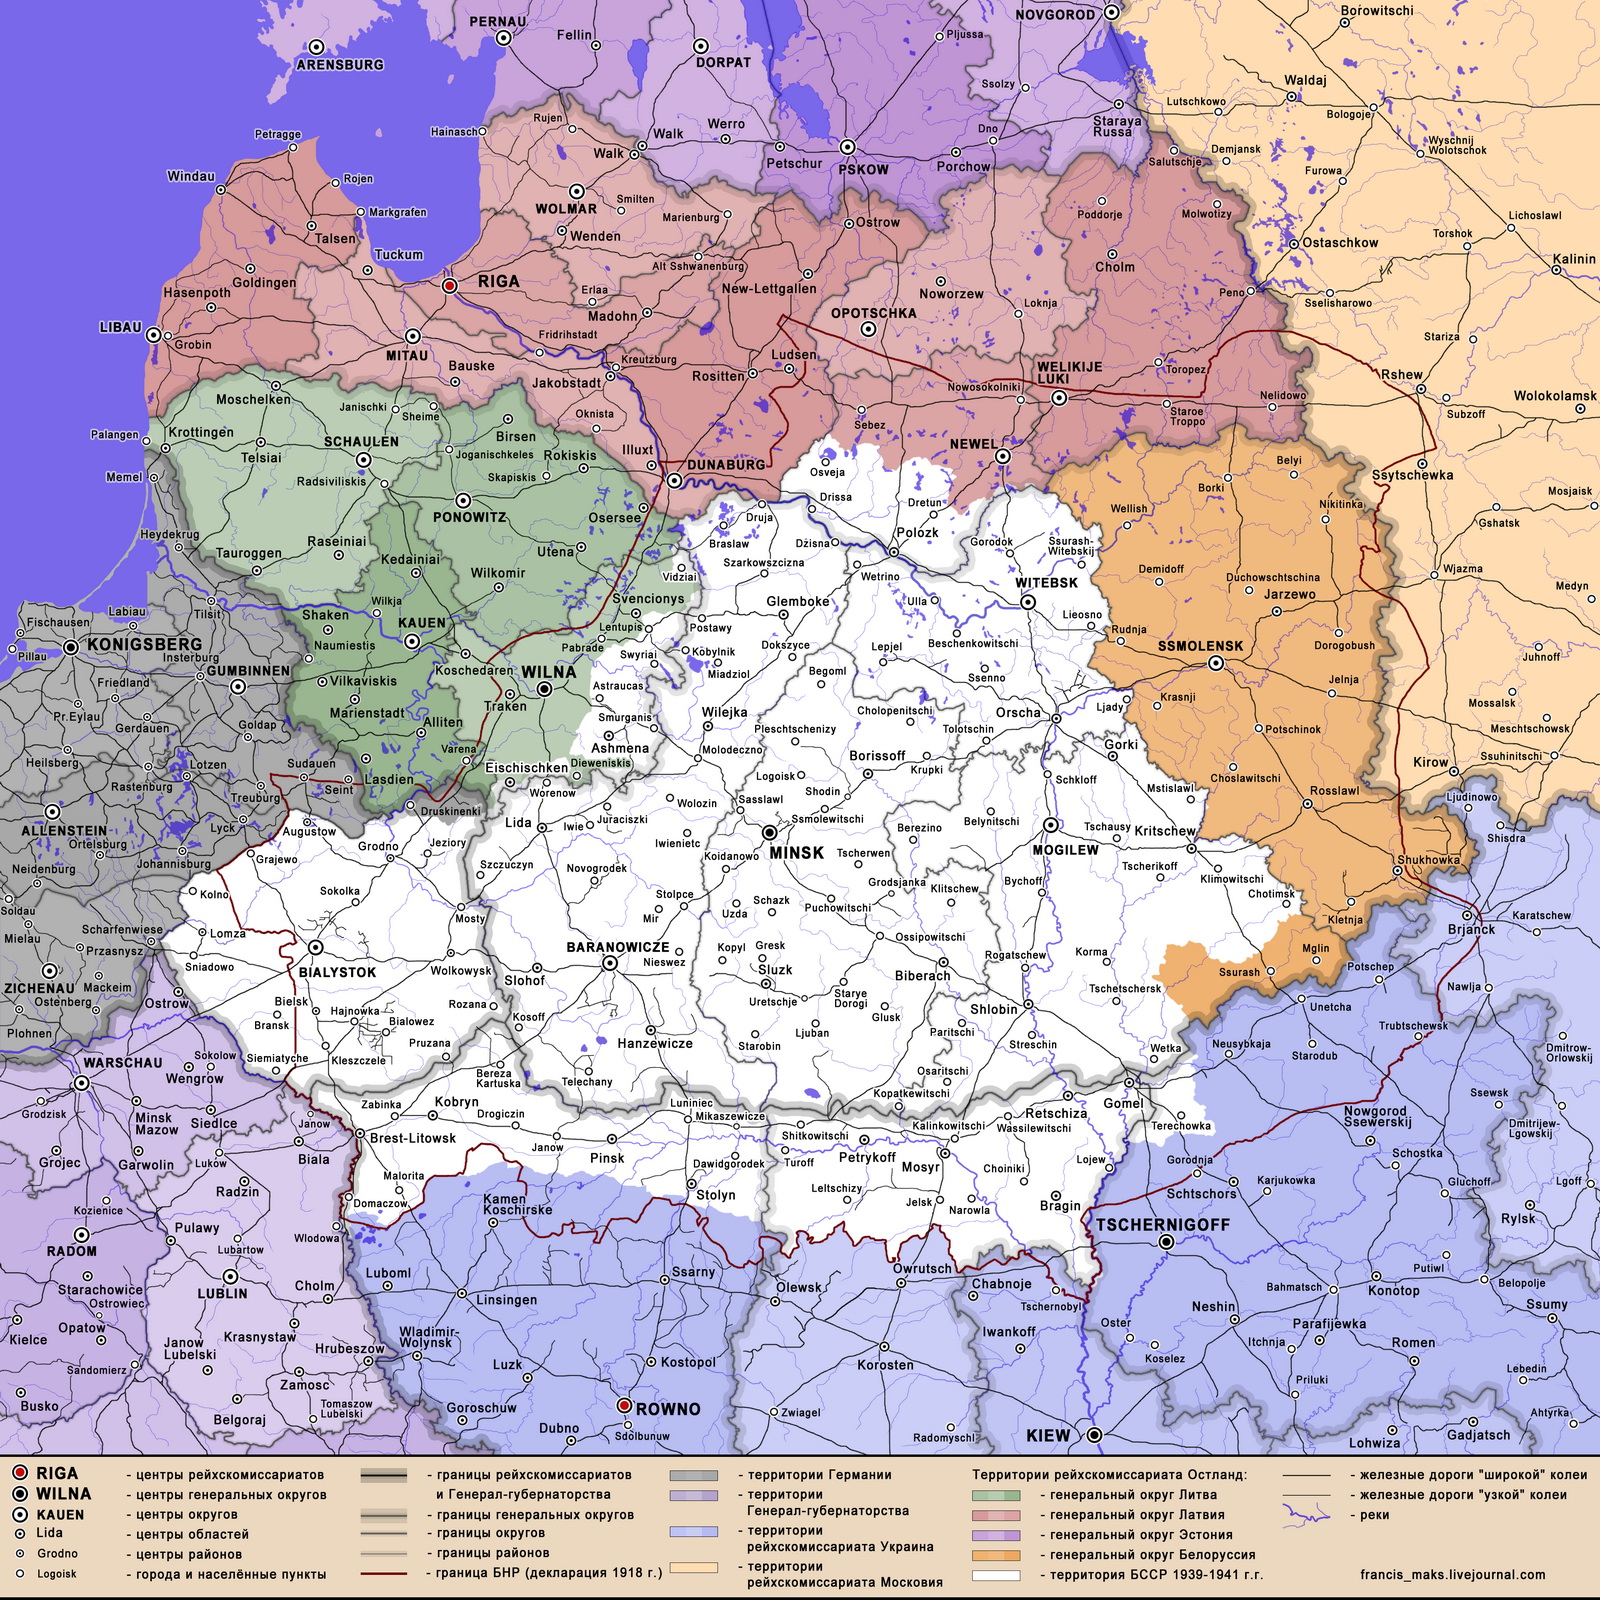 NOVGOROD
Borowitschi
PERNAU
Fellin
Pljussa
ARENSBURG
DORPAT
Waldaj
Ssolzy
Lutschkowo
Bologoje
Staraya
Russa
Petragge
Hainasch
Rujen
Walk
Werro
Dno
Walk
Petschur
PSKOW
Porchow
Salutschje
Demjansk
Wyschnij
Wolotschok
Furowa
Windau
Rojen
WOLMAR
Smilten
Marienburg
Markgrafen
Talsen
Wenden
Ostrow
Poddorje
Molwotizy
Lichoslawl
Torshok
Ostaschkow
Kalinin
Tuckum
Alt Sshwanenburg
Cholm
Goldingen
Hasenpoth
RIGA
Erlaa
Madohn
New-Lettgallen
Noworzew
Loknja
Peno
Sselisharowo
LIBAU
Grobin
MITAU
Fridrihstadt
OPOTSCHKA
Stariza
Bauske
Kreutzburg
Jakobstadt
Rositten
Ludsen
WELIKIJE
LUKI
Nowosokolniki
Toropez
Rshew
Nelidowo
Subzoff
Wolokolamsk
Moschelken
Janischki
Sheime
Oknista
Staroe
Troppo
Sebez
Palangen
Krottingen
Telsiai
SCHAULEN
Birsen
Joganischkeles
Rokiskis
Illuxt
DUNABURG
NEWEL
Osveja
Belyi
Borki
Ssytschewka
Memel
Radsiviliskis
Skapiskis
PONOWITZ
Osersee
Druja
Drissa
Dretun
Wellish
Nikitinka
Mosjaisk
Gshatsk
Heydekrug
Tauroggen
Raseiniai
Kedainiai
Utena
Braslaw
Dżisna
Polozk
Gorodok
Ssurash-
Witebskij
Wilkomir
Vidziai
Szarkowszcizna
Wetrino
WITEBSK
Demidoff
Duchowschtschina
Jarzewo
Wjazma
Medyn
Fischausen
Labiau
Tilsit
Shaken
Wilkja
Svencionys
Glemboke
Ulla
Lieosno
Pillau
KONIGSBERG
Insterburg
Naumiestis
KAUEN
Lentupis
Postawy
Dokszyce
Beschenkowitschi
Rudnja
SSMOLENSK
Dorogobush
Juhnoff
GUMBINNEN
Koschedaren
Pabrade
Swyriai
Köbylnik
Miadziol
Begoml
Lepjel
Ssenno
Friedland
Vilkaviskis
WILNA
Astraucas
Traken
Marienstadt
Alliten
Smurganis
Wilejka
Cholopenitschi
Orscha
Ljady
Krasnji
Jelnja
Mossalsk
Pr.Eylau
Gerdauen
Goldap
Pleschtschenizy
Tolotschin
Potschinok
Meschtschowsk
Heilsberg
Lotzen
Sudauen
Varena
Ashmena
Molodeczno
Borissoff
Gorki
Ssuhinitschi
Rastenburg
Treuburg
Seint
Lasdien
Eischischken
Dieweniskis
Logoisk
Krupki
Schkloff
Choslawitschi
Kirow
ALLENSTEIN
Ortelsburg
Lyck
Augustow
Druskinenki
Worenow
Wolozin
Shodin
Mstislawl
Rosslawl
Ljudinowo
Johannisburg
Grajewo
Grodno
Jeziory
Lida
Iwie
Juraciszki
Sasslawl
Ssmolewitschi
Berezino
Belynitschi
MOGILEW
Tschausy
Kritschew
Shisdra
Neidenburg
Kolno
Sokolka
Szczuczyn
Iwienietc
MINSK
Koidanowo
Tscherwen
Tscherikoff
Klimowitschi
Chotimsk
Shukhowka
Soldau
Novogrodek
Stolpce
Mir
Uzda
Schazk
Grodsjanka
Puchowitschi
Klitschew
Bychoff
Kletnja
Brjanck
Karatschew
Mielau
Scharfenwiese
Przasnysz
Lomza
Mosty
BIALYSTOK
BARANOWICZE
Nieswez
Kopyl
Gresk
Ossipowitschi
Rogatschew
Korma
Mglin
ZICHENAU
Mackeim
Ostenberg
Sniadowo
Wolkowysk
Slohof
Sluzk
Biberach
Ssurash
Potschep
Plohnen
Ostrow
Rozana
Uretschje
Starye
Dorogi
Glusk
Tschetschersk
Unetcha
Nawlja
Bielsk
Bransk
Hajnowka
Bialowez
Kosoff
Hanzewicze
Ljuban
Paritschi
Shlobin
Streschin
Neusybkaja
Starodub
Trubtschewsk
Dmitrow-
Orlowskij
WARSCHAU
Sokolow
Wengrow
Siemiatyche
Kleszczele
Pruzana
Bereza
Kartuska
Telechany
Starobin
Osaritschi
Wetka
Grodzisk
Minsk
Mazow
Siedlce
Janow
Zabinka
Kobryn
Drogiczin
Luniniec
Mikaszewicze
Kopatkewitschi
Retschiza
Gomel
Nowgorod
Ssewerskij
Ssewsk
Dmitrijew-
Lgowskij
Grojec
Garwolin
Lukow
Biala
Brest-Litowsk
Janow
Pinsk
Shitkowitschi
Kalinkowitschi
Wassilewitschi
Terechowka
Malorita
Dawidgorodek
Turoff
Petrykoff
Mosyr
Choiniki
Lojew
Gorodnja
Schostka
Kozienice
Radzin
Domaczow
Kamen
Koschirske
Stolyn
Leltschizy
Jelsk
Narowla
Bragin
Schtschors
Karjukowka
Gluchoff
Lgoff
RADOM
Pulawy
Lubartow
Wlodowa
TSCHERNIGOFF
Rylsk
Starachowice
Ostrowiec
LUBLIN
Cholm
Luboml
Linsingen
Ssarny
Olewsk
Owrutsch
Chabnoje
Tschernobyl
Bahmatsch
Konotop
Putiwl
Belopolje
Kielce
Opatow
Janow
Lubelski
Krasnystaw
Hrubeszow
Wladimir-
Wolynsk
Luzk
Kostopol
Korosten
Iwankoff
Oster
Koselez
Neshin
Parafijewka
Itchnja
Romen
Ssumy
Sandomierz
Zamosc
Lebedin
Busko
Belgoraj
Tomaszow
Lubelski
Goroschuw
Dubno
ROWNO
Sdolbunuw
Zwiagel
Radomyschl
KIEW
Priluki
Lohwiza
Gadjatsch
Ahtyrka
RIGA - центры рейхскомиссариатов
WILNA - центры генеральных округов
KAUEN - центры округов
Lida - центры областей
Grodno - центры районов
Logoisk - города и населённые пункты
- границы рейхскомиссариатов
и Генерал-губернаторства
- границы генеральных округов
- границы округов
- границы районов
- граница БНР (декларация 1918 г.)
- территории Германии
- территории
Генерал-губернаторства
- территории
рейхскомиссариата Украина
- территории
рейхскомиссариата Московия
Территории рейхскомиссариата Остланд:
- генеральный округ Литва
- генеральный округ Латвия
- генеральный округ Эстония
- генеральный округ Белоруссия
- территория БССР 1939-1941 г.г.
- железные дороги "широкой" колеи
- железные дороги "узкой" колеи
- реки
francis_maks.livejournal.com